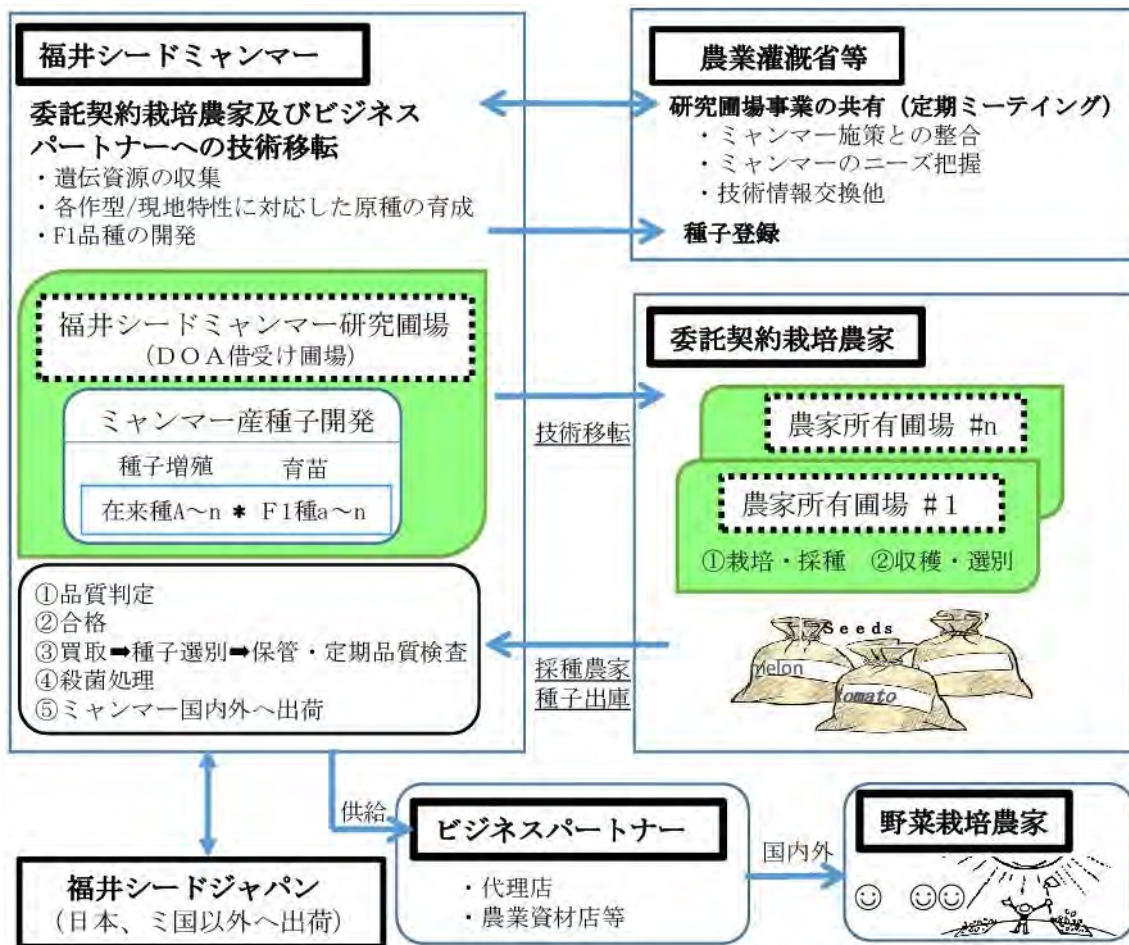 福井シードミャンマー
委託契約栽培農家及びビジネス
パートナーへの技術移転
・遺伝資源の収集
・各作型/現地特性に対応した原種の育成
・F1品種の開発
福井シードミャンマー研究圃場
（ＤＯＡ借受け圃場）
ミャンマー産種子開発
種子増殖　育苗
在来種A～n * F1種a～n
①品質判定
②合格
③買取➡種子選別➡保管・定期品質検査
④殺菌処理
⑤ミャンマー国内外へ出荷
農業灌漑省等
研究圃場事業の共有（定期ミーテイング）
・ミャンマー施策との整合
・ミャンマーのニーズ把握
・技術情報交換他
種子登録
技術移転
委託契約栽培農家
農家所有圃場 #n
農家所有圃場 #1
①栽培・採種　②収穫・選別
Seeds
melon
tomato
採種農家
種子出庫
供給
福井シードジャパン
（日本、ミ国以外へ出荷）
ビジネスパートナー
・代理店
・農業資材店等
国内外
野菜栽培農家